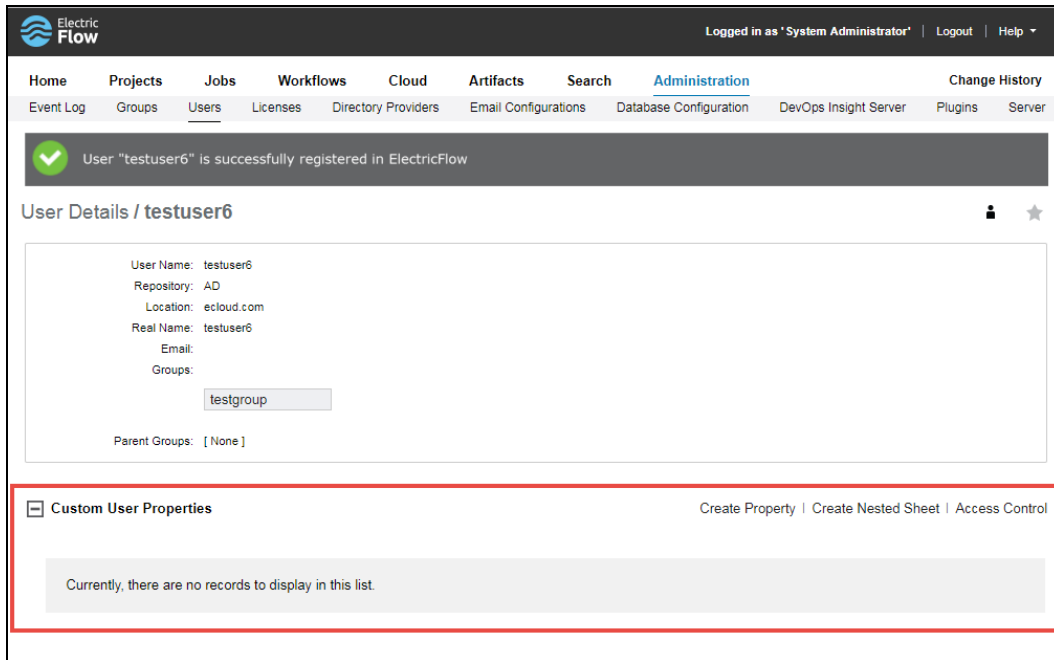 Electric
Flow
Logged in as 'System Administrator' | Logout | Help
Home Projects Jobs Workflows Cloud Artifacts Search Administration Change History
Event Log Groups Users Licenses Directory Providers Email Configurations Database Configuration DevOps Insight Server Plugins Server
User "testuser6" is successfully registered in ElectricFlow
User Details / testuser6
User Name: testuser6
Repository: AD
Location: ecloud.com
Real Name: testuser6
Email:
Groups:
testgroup
Parent Groups: [ None ]
Custom User Properties Create Property | Create Nested Sheet | Access Control
Currently, there are no records to display in this list.